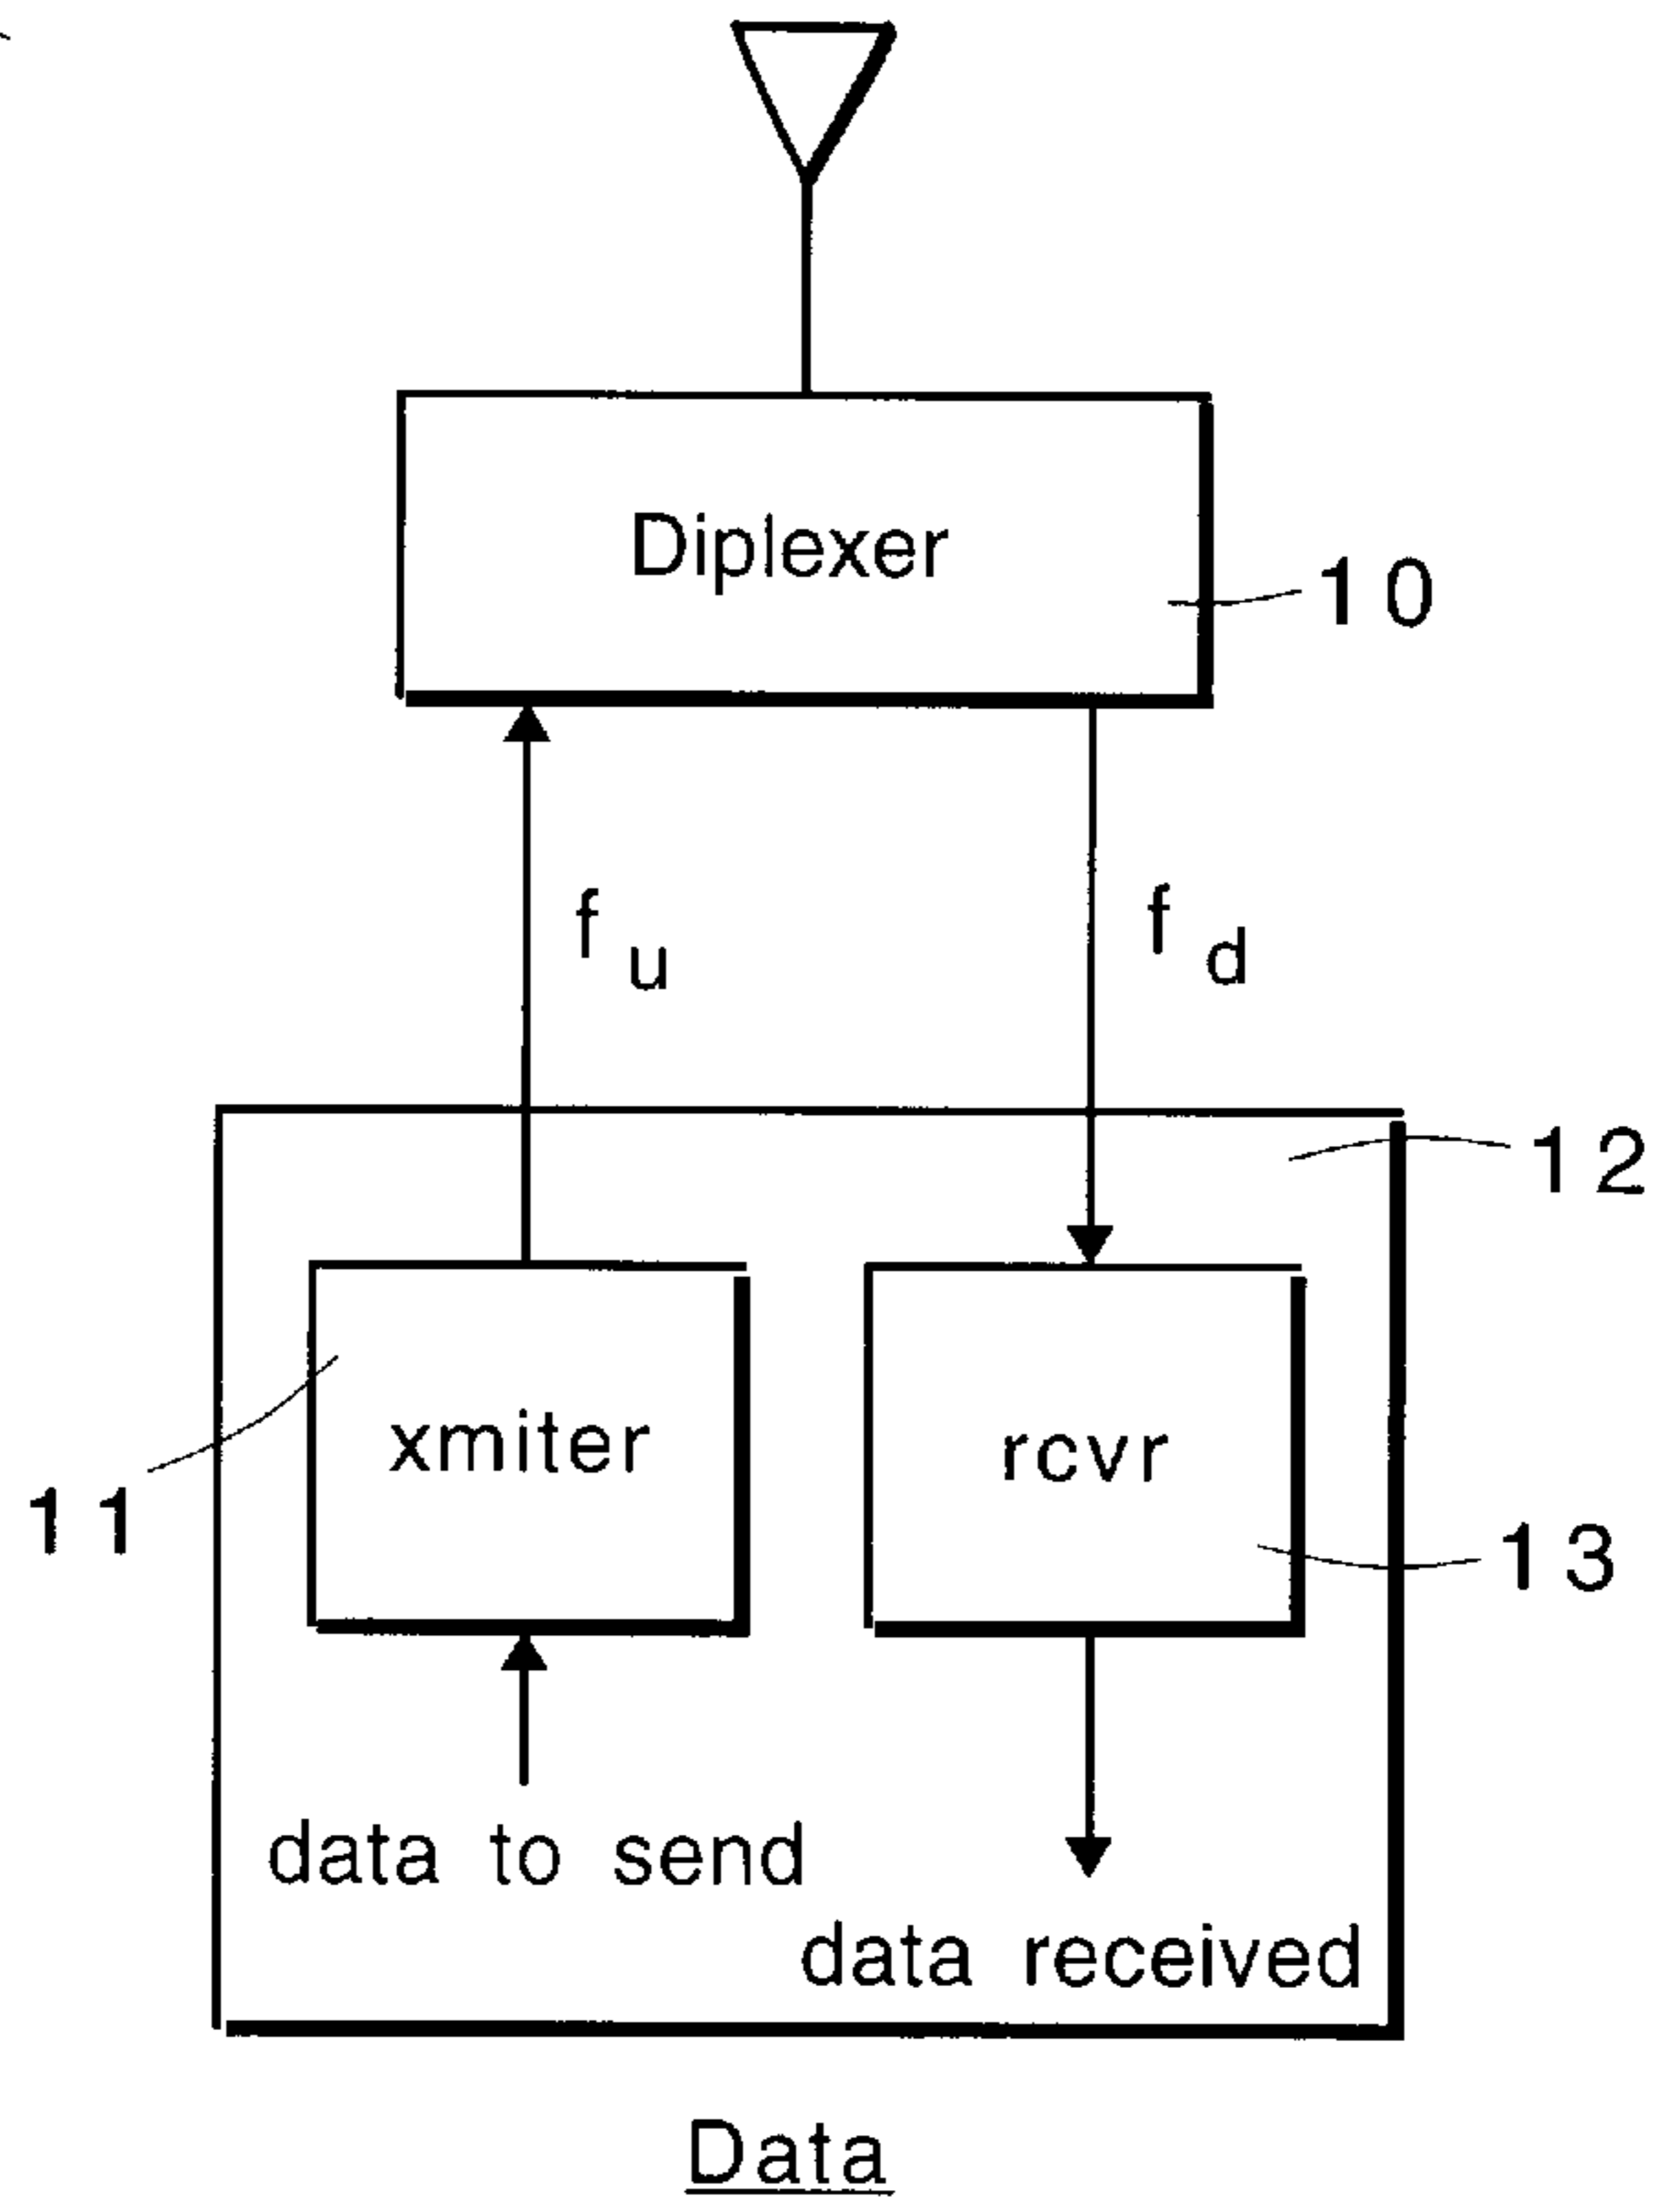 Diplexer
10
f u
f d
12
xmiter
rcvr
11
13
data to send
data received
Data